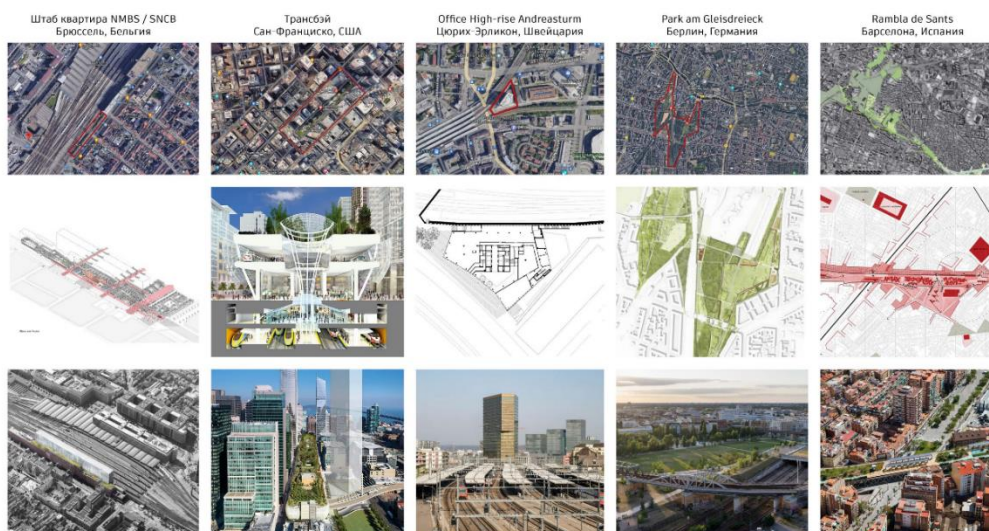 Штаб квартира NMBS / SNCB
Брюссель, Бельгия
Трансбэй
Сан-Франциско, США
Office High-rise Andreasturm
Цюрих-Эрликон, Швейцария
Park am Gleisdreieck
Берлин, Германия
Rambla de Sants
Барселона, Испания